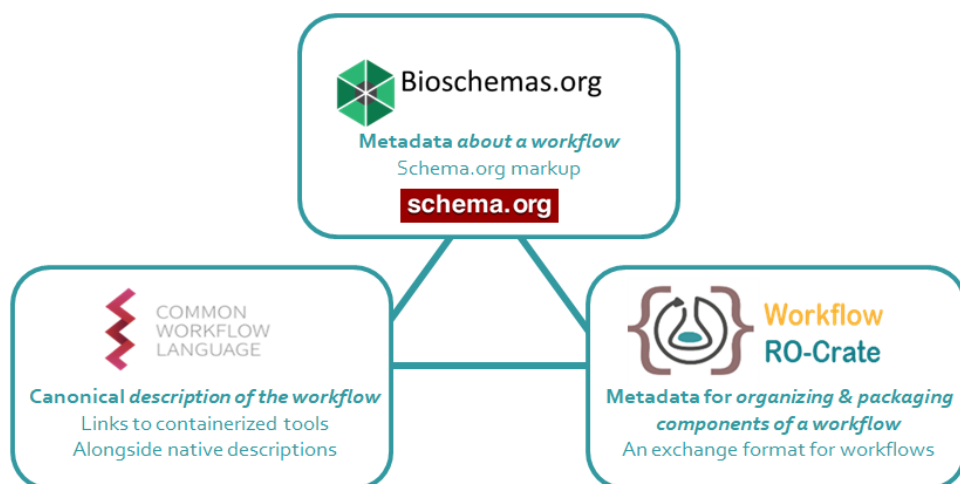 Bioschemas.org
Metadata about a workflow
Schema.org markup
schema.org
COMMON
WORKFLOW
LANGUAGE
Canonical description of the workflow
Links to containerized tools
Alongside native descriptions
Workflow
RO-Crate
Metadata for organizing & packaging
components of a workflow
An exchange format for workflows